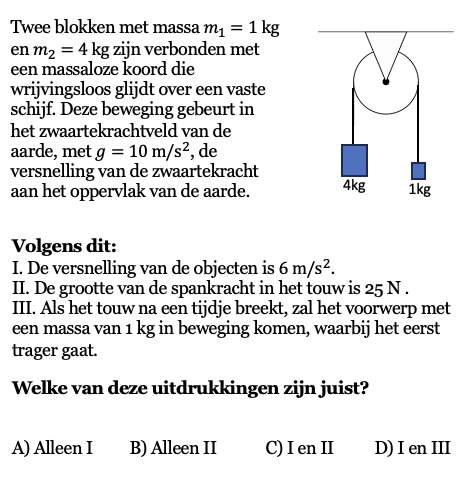 Twee blokken met massa m₁ = 1 kg
en m₂ = 4 kg zijn verbonden met
een massaloze koord die
wrijvingsloos glijdt over een vaste
schijf. Deze beweging gebeurt in
het zwaartekrachtveld van de
aarde, met g = 10 m/s², de
versnelling van de zwaartekracht
aan het oppervlak van de aarde.
4kg
1kg
Volgens dit:
I. De versnelling van de objecten is 6 m/s².
II. De grootte van de spankracht in het touw is 25 N .
III. Als het touw na een tijdje breekt, zal het voorwerp met
een massa van 1 kg in beweging komen, waarbij het eerst
trager gaat.
Welke van deze uitdrukkingen zijn juist?
A) Alleen I B) Alleen II C) I en II D) I en III